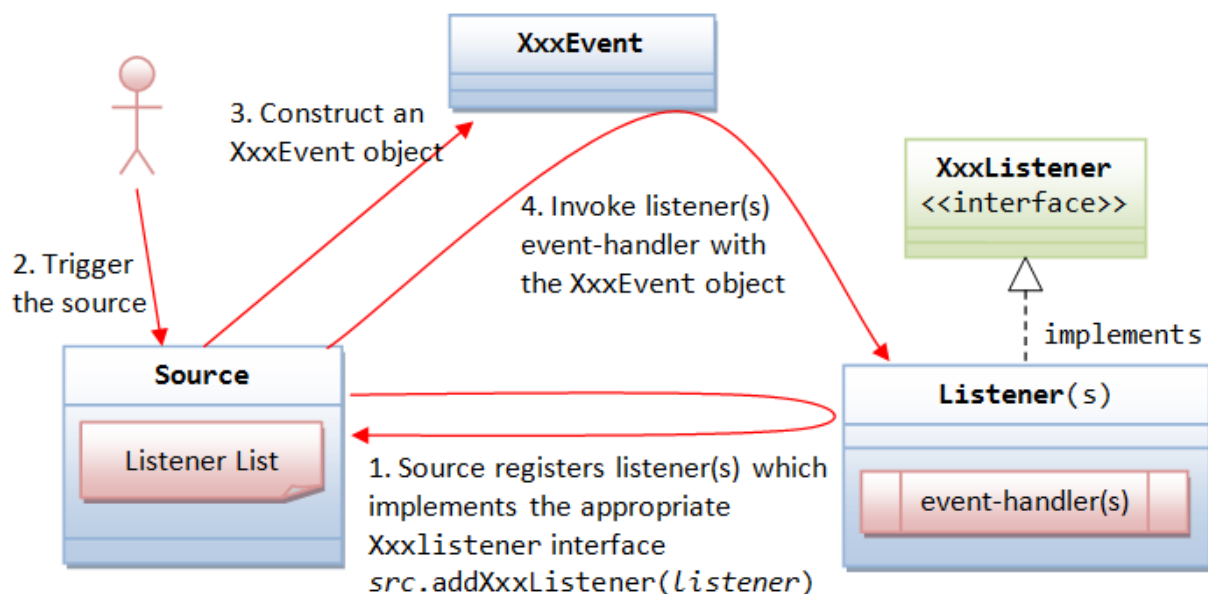 XxxEvent
3. Construct an
XxxEvent object
XxxListener
<<interface>>
4. Invoke listener(s)
event-handler with
the XxxEvent object
2. Trigger
the source
implements
Source
Listener List
Listener(s)
event-handler(s)
1. Source registers listener(s) which
implements the appropriate
Xxxlistener interface
src.addXxxListener(listener)